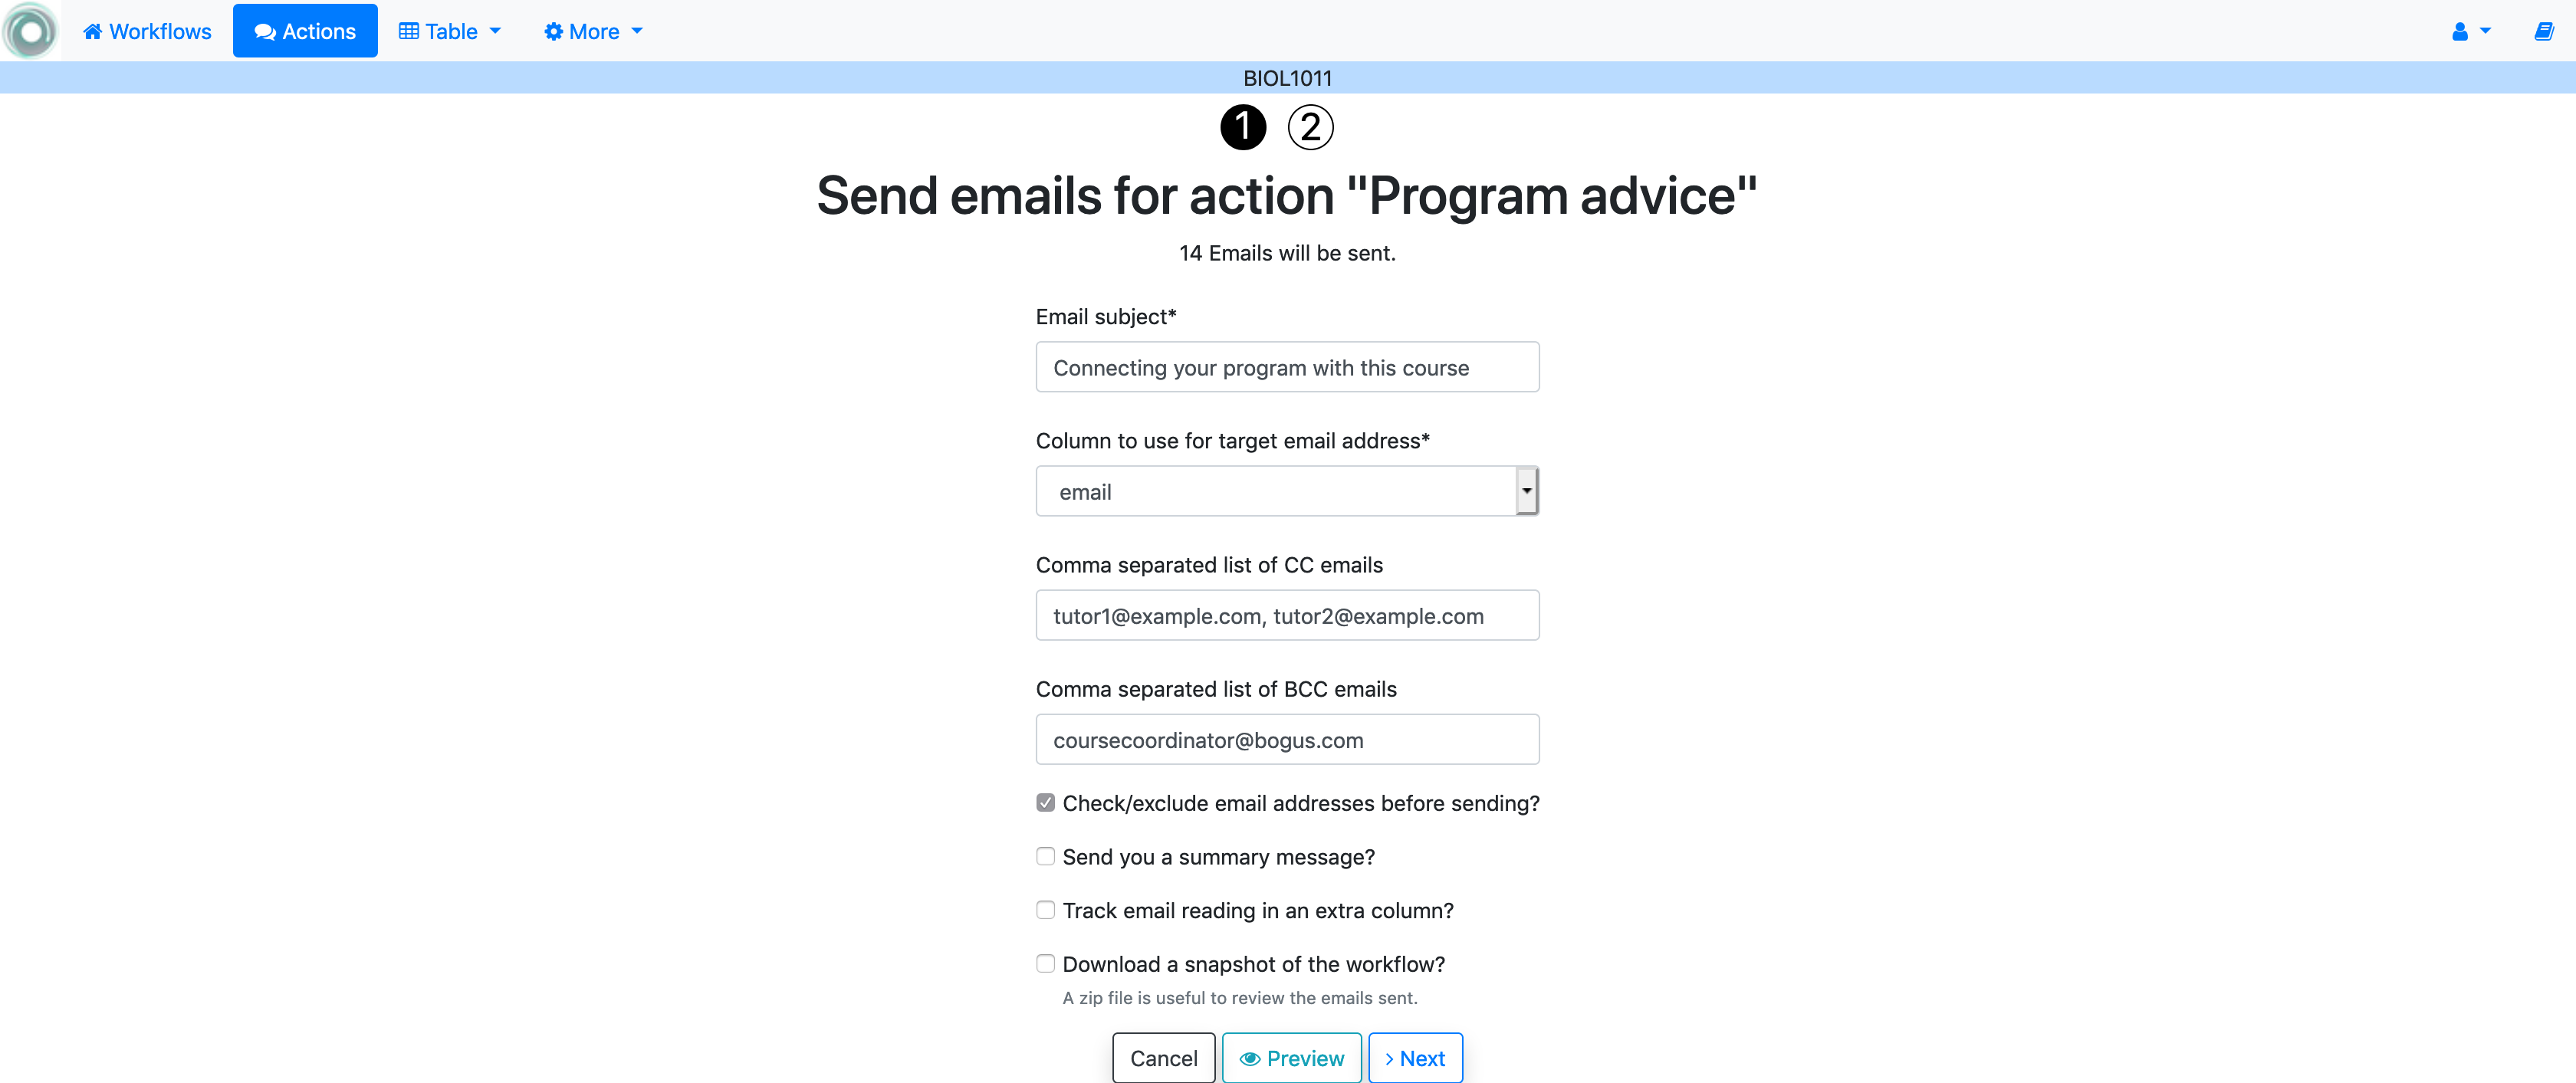 Workflows Actions Table More
BIOL1011
1 2
Send emails for action "Program advice"
14 Emails will be sent.
Email subject*
Connecting your program with this course
Column to use for target email address*
email
Comma separated list of CC emails
tutor1@example.com, tutor2@example.com
Comma separated list of BCC emails
coursecoordinator@bogus.com
Check/exclude email addresses before sending?
Send you a summary message?
Track email reading in an extra column?
Download a snapshot of the workflow?
A zip file is useful to review the emails sent.
Cancel Preview Next